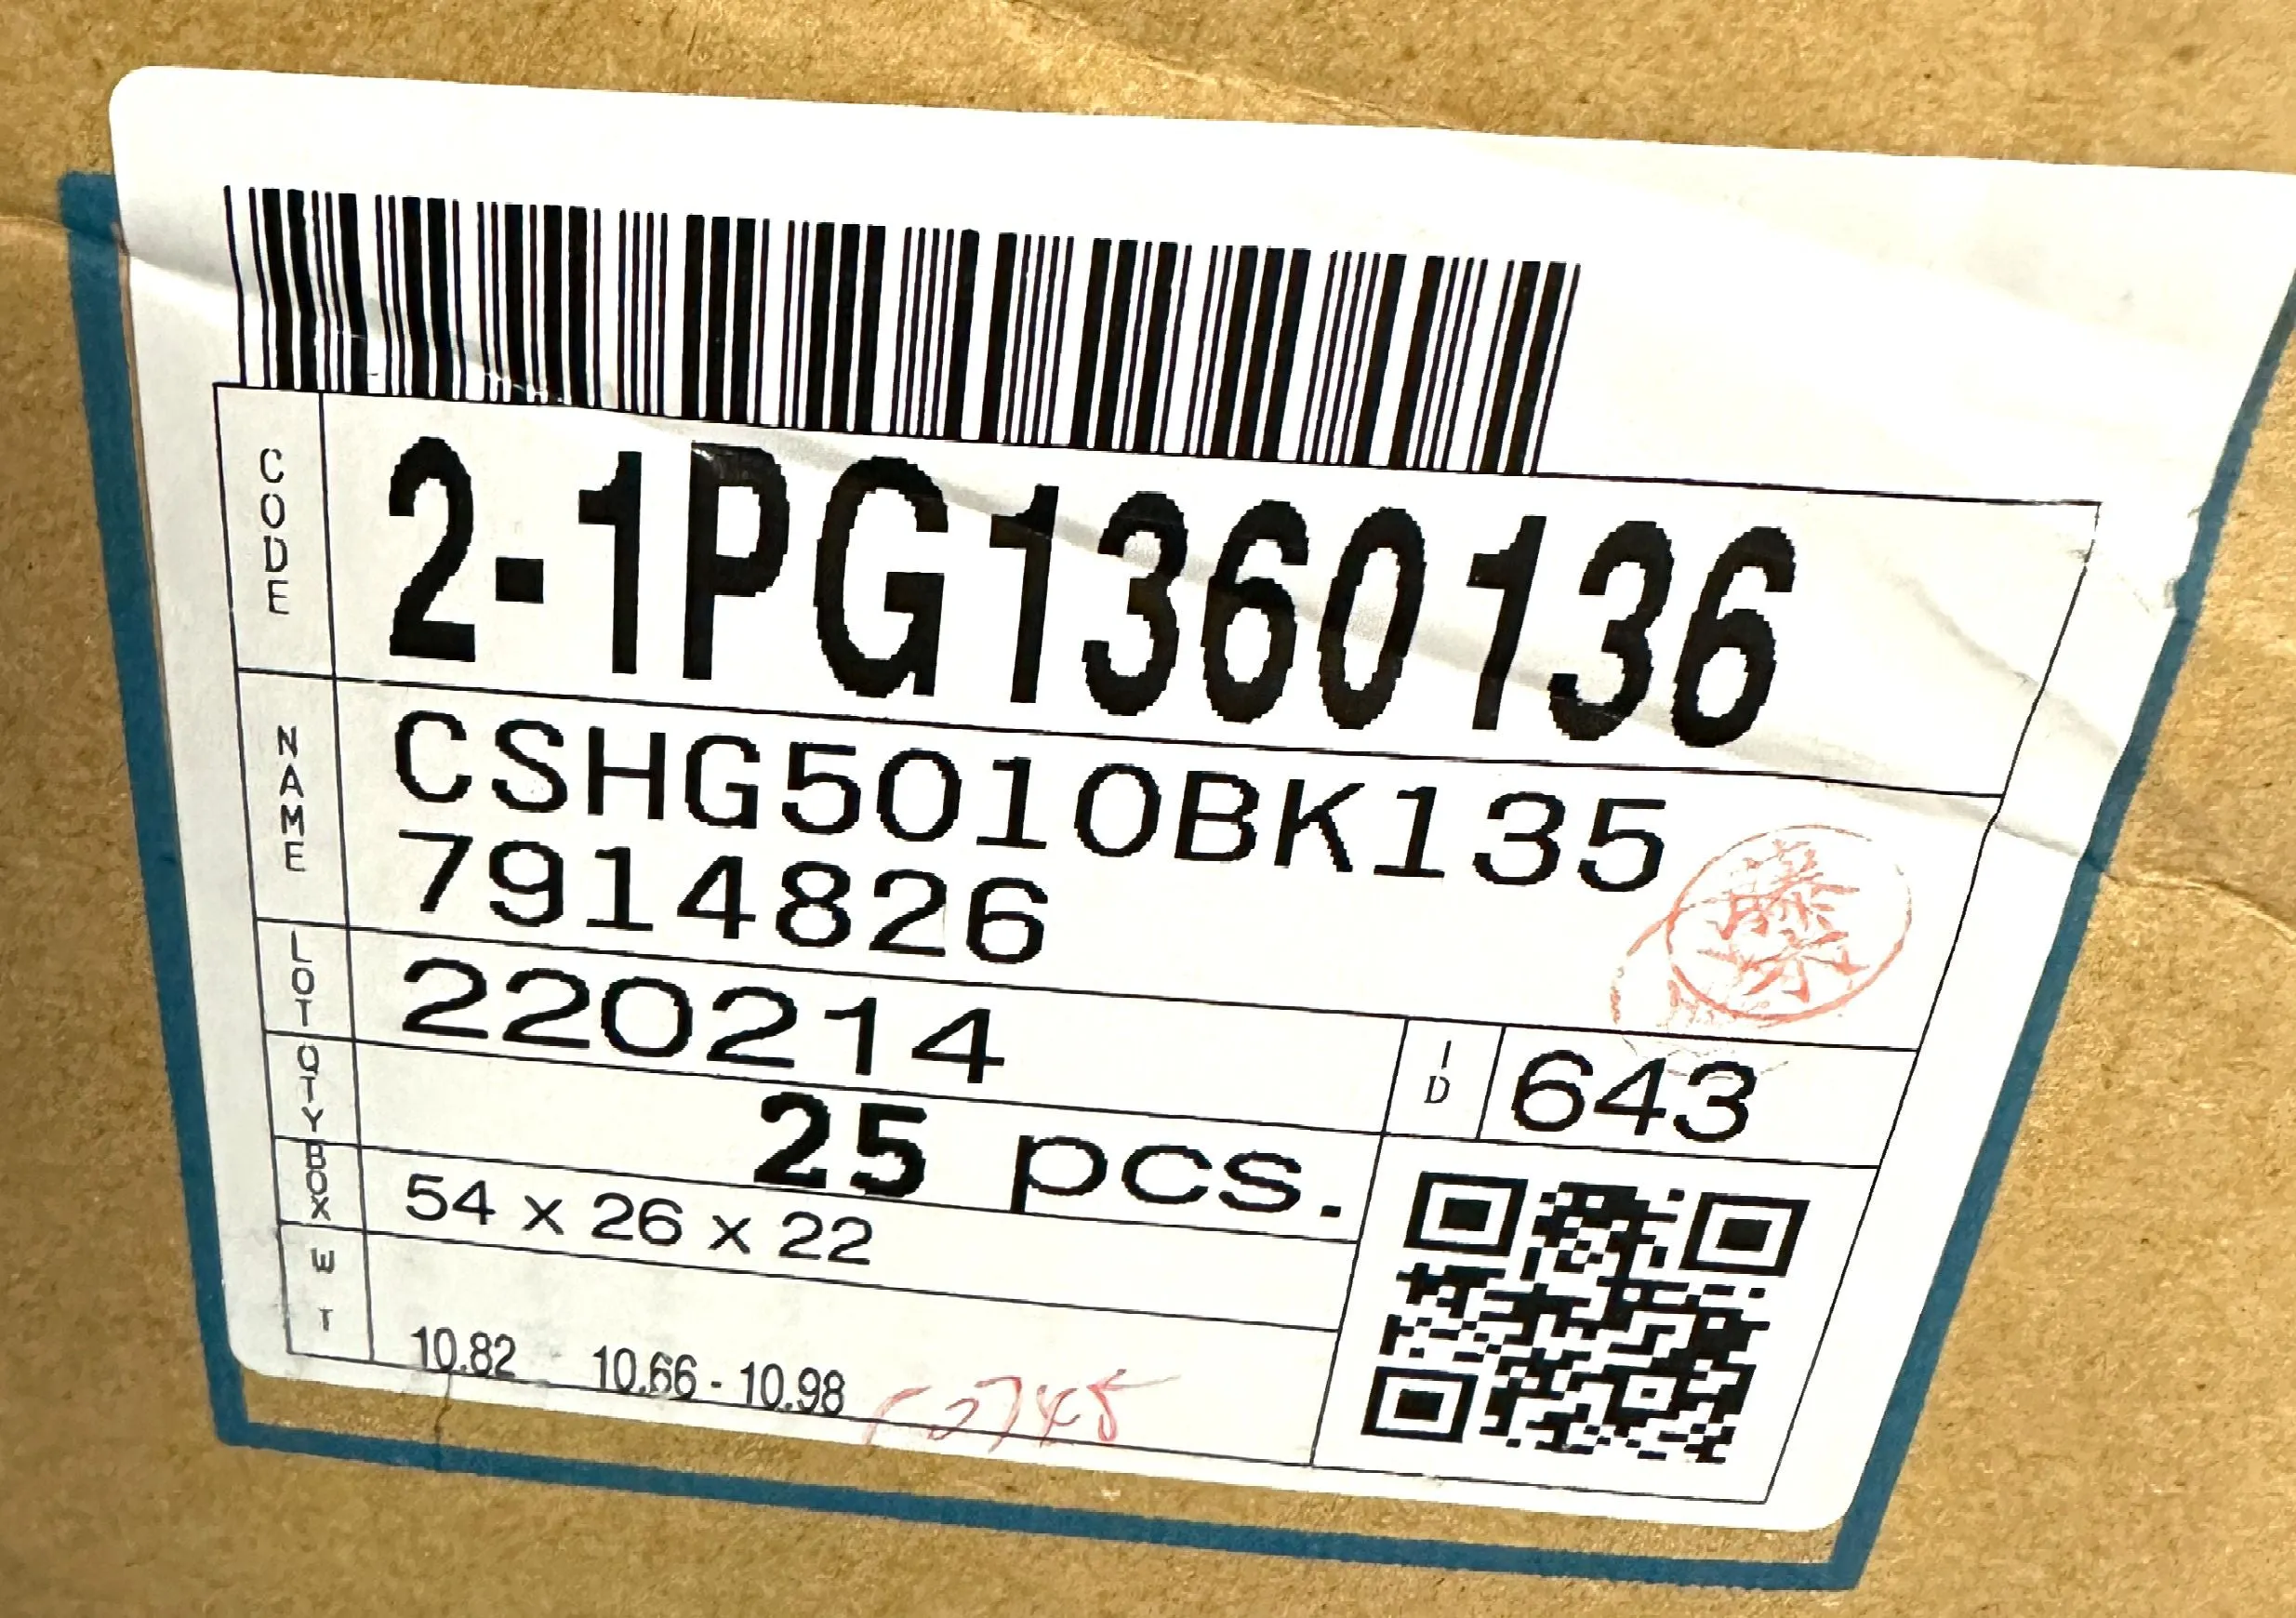 CODE 2-1PG1360136
NAME CSHG5010BK135
7914826
LOT 220214
ID 643
QTY 25 pcs.
BOX 54 x 26 x 22
WT 10.82 10.66 - 10.98